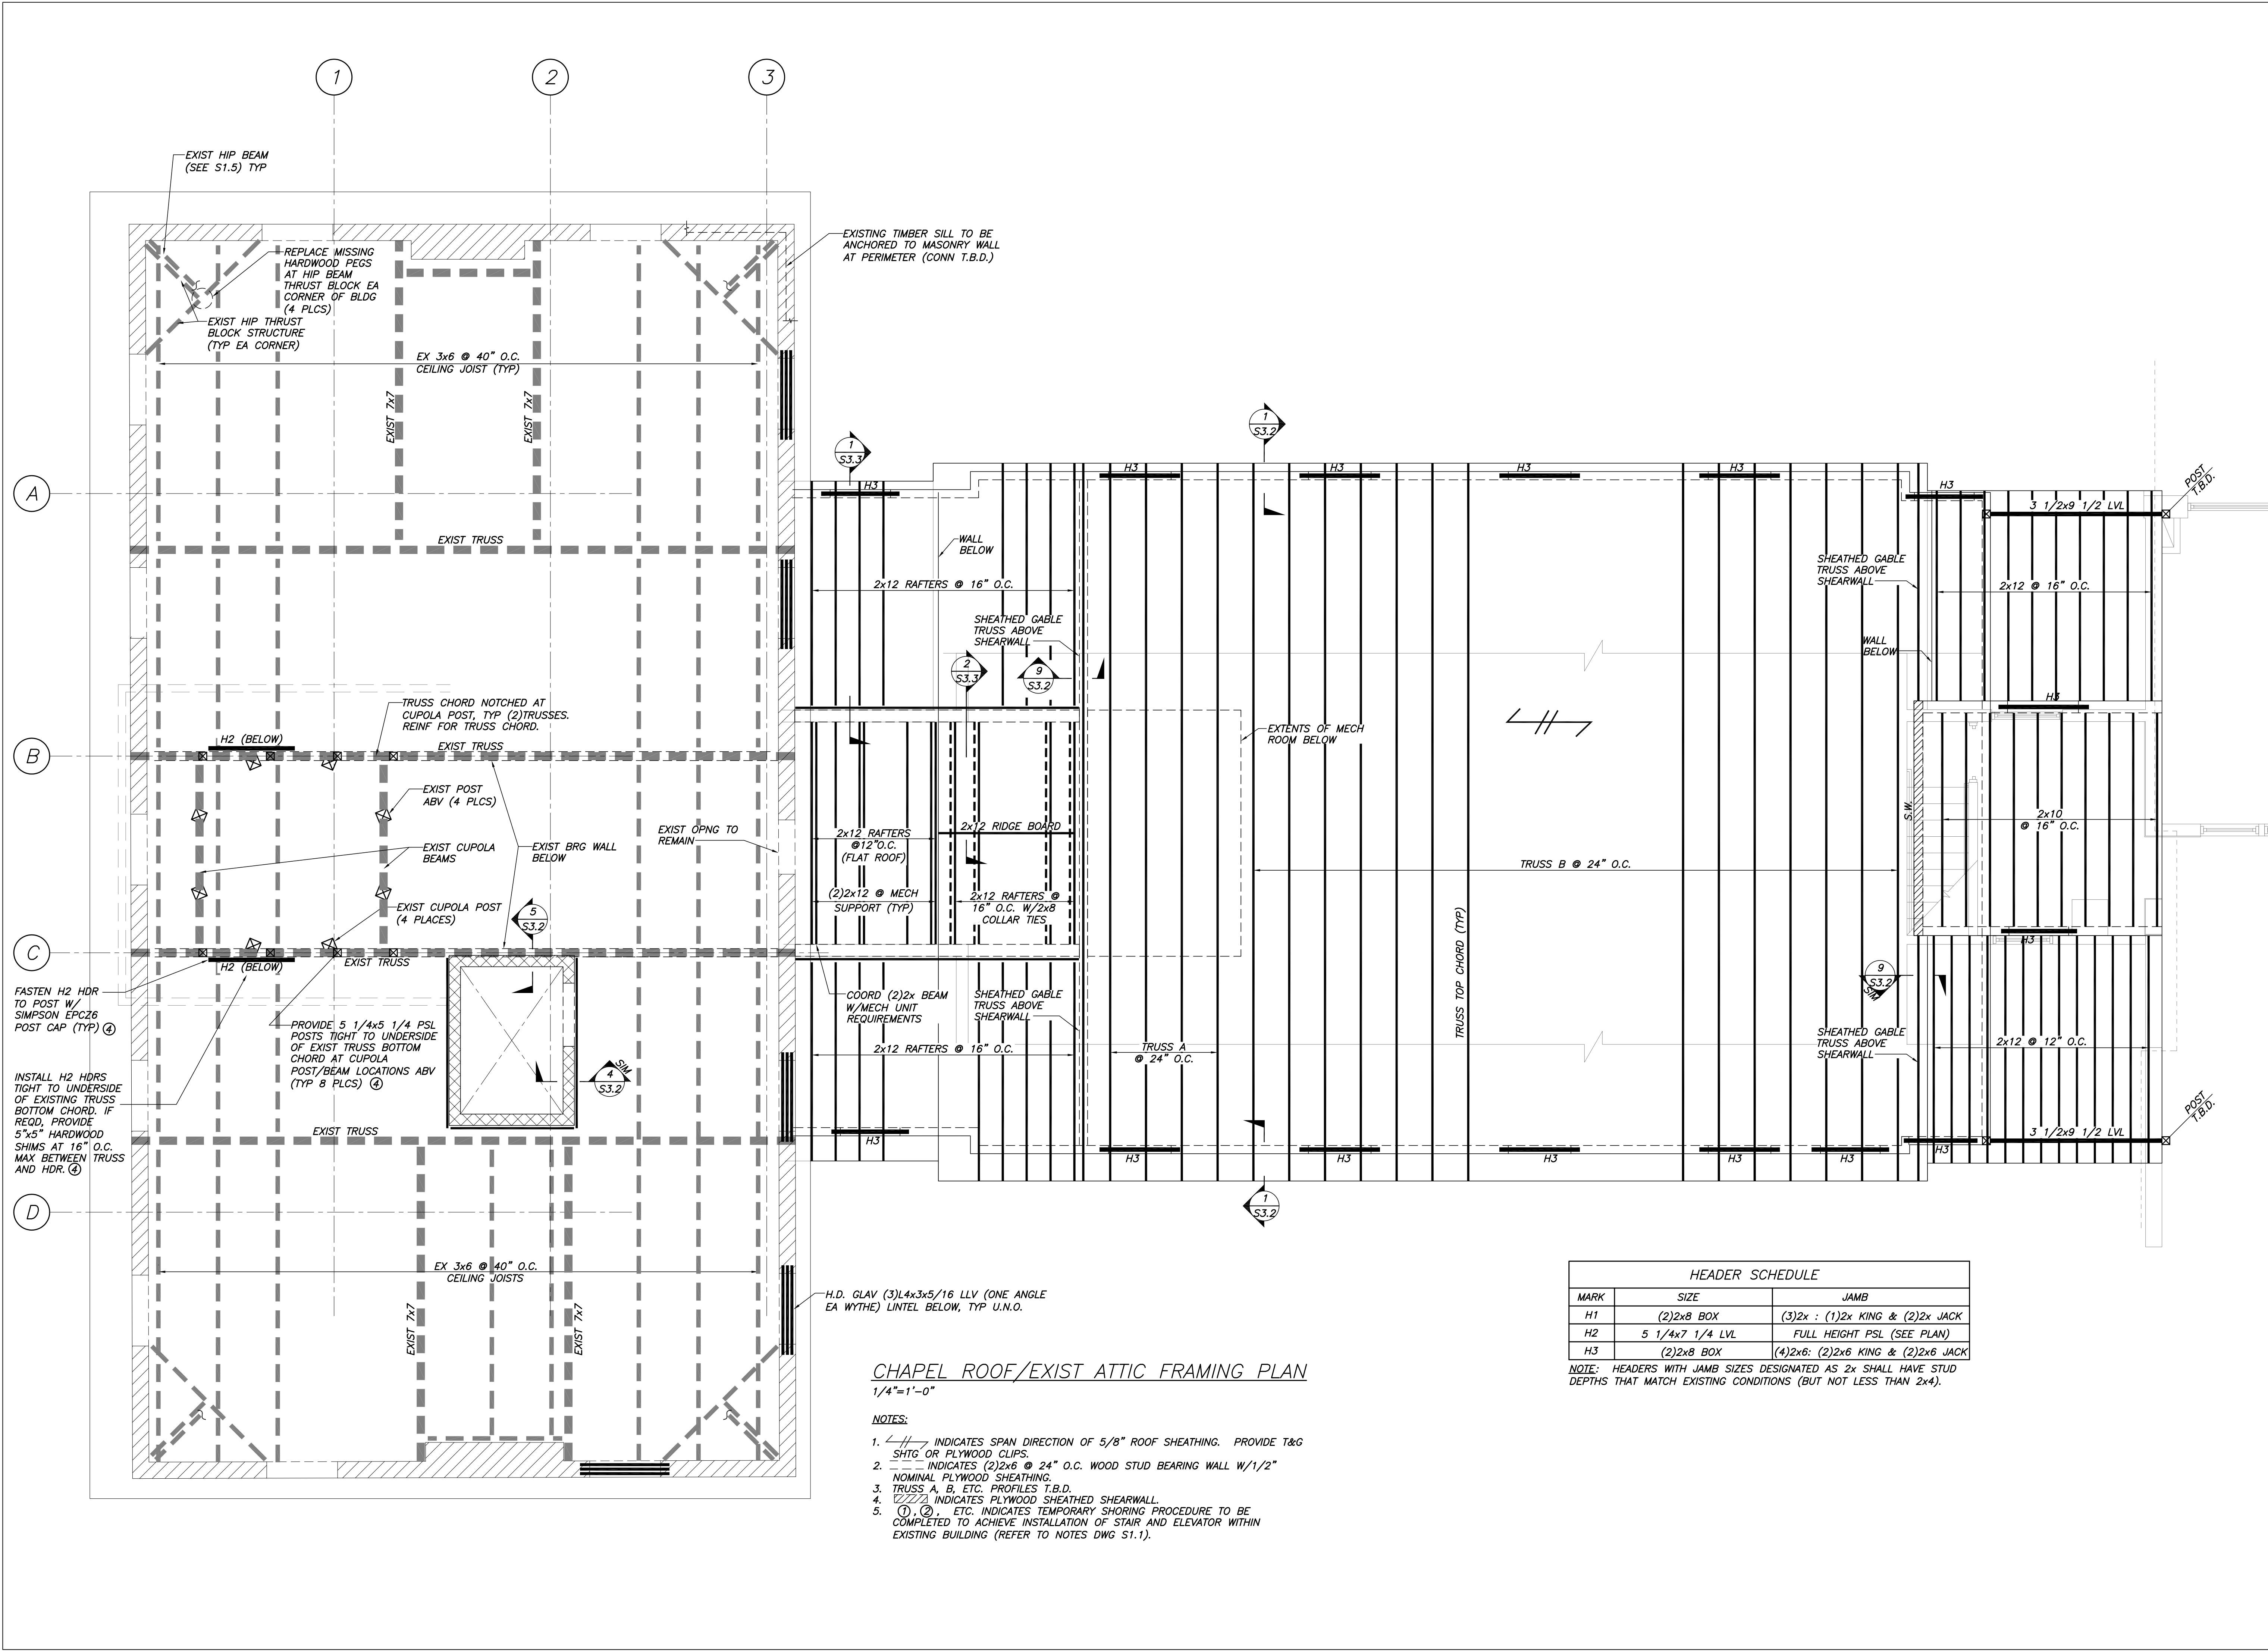 1
2
3
EXIST HIP BEAM
(SEE S1.5) TYP
REPLACE MISSING
HARDWOOD PEGS
AT HIP BEAM
THRUST BLOCK EA
CORNER OF BLDG
(4 PLCS)
EXIST HIP THRUST
BLOCK STRUCTURE
(TYP EA CORNER)
EXISTING TIMBER SILL TO BE
ANCHORED TO MASONRY WALL
AT PERIMETER (CONN T.B.D.)
EX 3x6 @ 40" O.C.
CEILING JOIST (TYP)
EXIST 7x7
EXIST 7x7
A
EXIST TRUSS
1
S3.3
H3
1
S3.2
H3
H3
H3
H3
H3
3 1/2x9 1/2 LVL
POST
T.B.D.
WALL
BELOW
2x12 RAFTERS @ 16" O.C.
SHEATHED GABLE
TRUSS ABOVE
SHEARWALL
SHEATHED GABLE
TRUSS ABOVE
SHEARWALL
2x12 @ 16" O.C.
WALL
BELOW
2
S3.3
9
S3.2
H3
TRUSS CHORD NOTCHED AT
CUPOLA POST, TYP (2)TRUSSES.
REINF FOR TRUSS CHORD.
H2 (BELOW)
EXIST TRUSS
B
EXTENTS OF MECH
ROOM BELOW
EXIST POST
ABV (4 PLCS)
EXIST CUPOLA
BEAMS
EXIST BRG WALL
BELOW
EXIST OPNG TO
REMAIN
2x12 RAFTERS
@12"O.C.
(FLAT ROOF)
2x12 RIDGE BOARD
(2)2x12 @ MECH
SUPPORT (TYP)
2x12 RAFTERS @
16" O.C. W/2x8
COLLAR TIES
TRUSS B @ 24" O.C.
S.W.
2x10
@ 16" O.C.
EXIST CUPOLA POST
(4 PLACES)
5
S3.2
TRUSS TOP CHORD (TYP)
H3
C
H2 (BELOW)
EXIST TRUSS
9
S3.2
SIM
FASTEN H2 HDR
TO POST W/
SIMPSON EPCZ6
POST CAP (TYP) 4
COORD (2)2x BEAM
W/MECH UNIT
REQUIREMENTS
SHEATHED GABLE
TRUSS ABOVE
SHEARWALL
PROVIDE 5 1/4x5 1/4 PSL
POSTS TIGHT TO UNDERSIDE
OF EXIST TRUSS BOTTOM
CHORD AT CUPOLA
POST/BEAM LOCATIONS ABV
(TYP 8 PLCS) 4
SHEATHED GABLE
TRUSS ABOVE
SHEARWALL
2x12 @ 12" O.C.
2x12 RAFTERS @ 16" O.C.
TRUSS A
@ 24" O.C.
4
S3.2
SIM
INSTALL H2 HDRS
TIGHT TO UNDERSIDE
OF EXISTING TRUSS
BOTTOM CHORD. IF
REQD, PROVIDE
5"x5" HARDWOOD
SHIMS AT 16" O.C.
MAX BETWEEN TRUSS
AND HDR. 4
EXIST TRUSS
H3
H3
H3
H3
H3
H3
H3
3 1/2x9 1/2 LVL
POST
T.B.D.
1
S3.2
D
EX 3x6 @ 40" O.C.
CEILING JOISTS
EXIST 7x7
EXIST 7x7
H.D. GLAV (3)L4x3x5/16 LLV (ONE ANGLE
EA WYTHE) LINTEL BELOW, TYP U.N.O.
HEADER SCHEDULE
MARK SIZE JAMB
H1 (2)2x8 BOX (3)2x : (1)2x KING & (2)2x JACK
H2 5 1/4x7 1/4 LVL FULL HEIGHT PSL (SEE PLAN)
H3 (2)2x8 BOX (4)2x6: (2)2x6 KING & (2)2x6 JACK
NOTE: HEADERS WITH JAMB SIZES DESIGNATED AS 2x SHALL HAVE STUD
DEPTHS THAT MATCH EXISTING CONDITIONS (BUT NOT LESS THAN 2x4).
CHAPEL ROOF/EXIST ATTIC FRAMING PLAN
1/4"=1'-0"
NOTES:
1. INDICATES SPAN DIRECTION OF 5/8" ROOF SHEATHING. PROVIDE T&G
SHTG OR PLYWOOD CLIPS.
2. INDICATES (2)2x6 @ 24" O.C. WOOD STUD BEARING WALL W/1/2"
NOMINAL PLYWOOD SHEATHING.
3. TRUSS A, B, ETC. PROFILES T.B.D.
4. INDICATES PLYWOOD SHEATHED SHEARWALL.
5. 1, 2, ETC. INDICATES TEMPORARY SHORING PROCEDURE TO BE
COMPLETED TO ACHIEVE INSTALLATION OF STAIR AND ELEVATOR WITHIN
EXISTING BUILDING (REFER TO NOTES DWG S1.1).